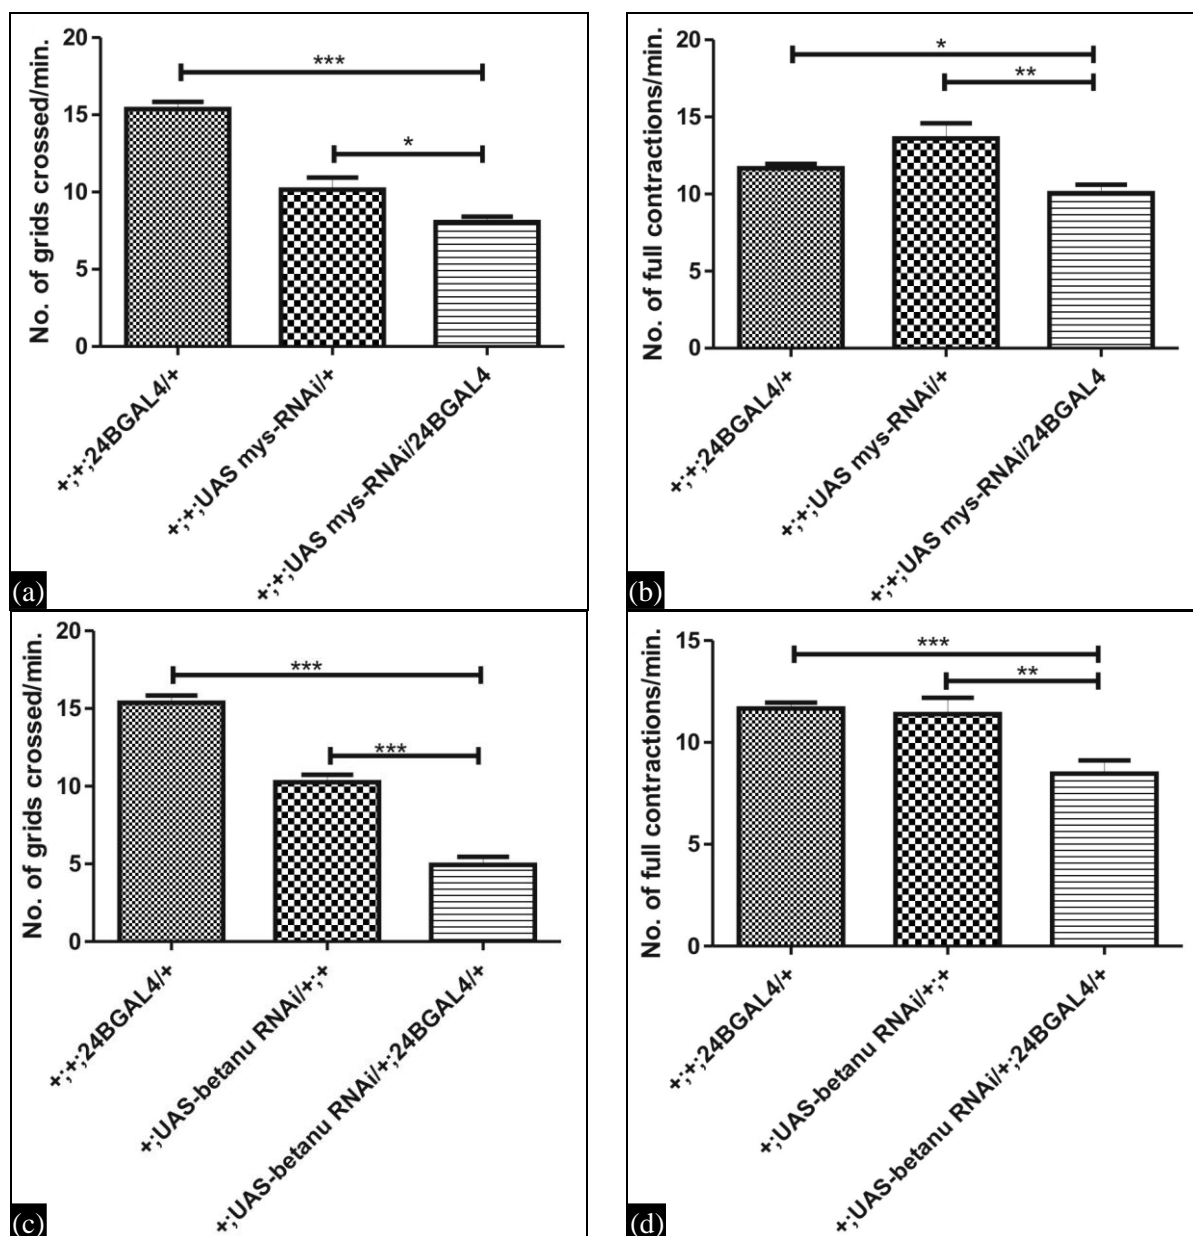 No. of grids crossed/min.
20
15
10
5
0
***
*
+;+;24BGAL4/+
+;+;UAS mys-RNAi/+
+;+;UAS mys-RNAi/24BGAL4
(a)
No. of full contractions/min.
20
15
10
5
0
*
**
+;+;24BGAL4/+
+;+;UAS mys-RNAi/+
+;+;UAS mys-RNAi/24BGAL4
(b)
No. of grids crossed/min.
20
15
10
5
0
***
***
+;+;24BGAL4/+
+;UAS-betanu RNAi/+;+
+;UAS-betanu RNAi/+;24BGAL4/+
(c)
No. of full contractions/min.
15
10
5
0
***
**
+;+;24BGAL4/+
+;UAS-betanu RNAi/+;+
+;UAS-betanu RNAi/+;24BGAL4/+
(d)